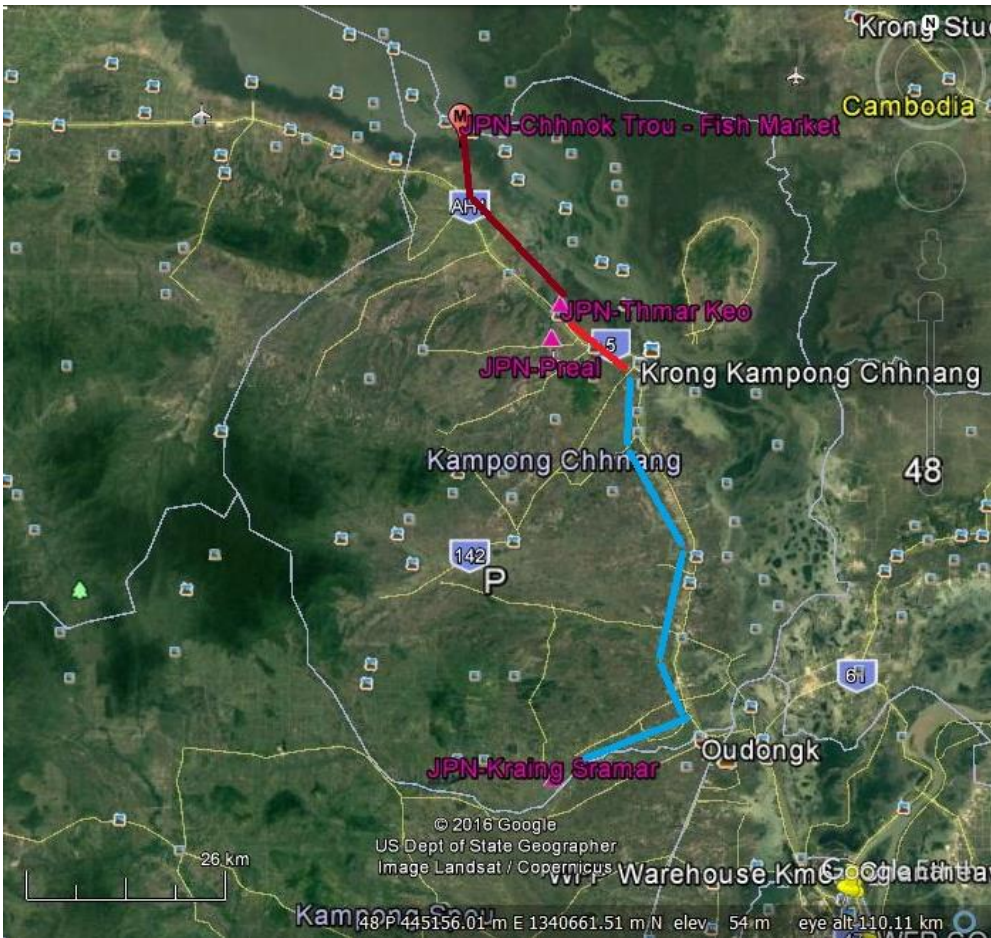 Krong Stu
N
Cambodia
M
JPN-Chhnok Trou - Fish Market
AH1
JPN-Thmar Keo
5
JPN-Preal
Krong Kampong Chhnang
Kampong Chhnang
48
142
P
61
Oudongk
JPN-Kraing Sramar
© 2016 Google
US Dept of State Geographer
Image Landsat / Copernicus
26 km
WFP Warehouse
Google Earth
Kampong Speu
48 P 445156.01 m E 1340661.51 m N elev 54 m eye alt 110.11 km